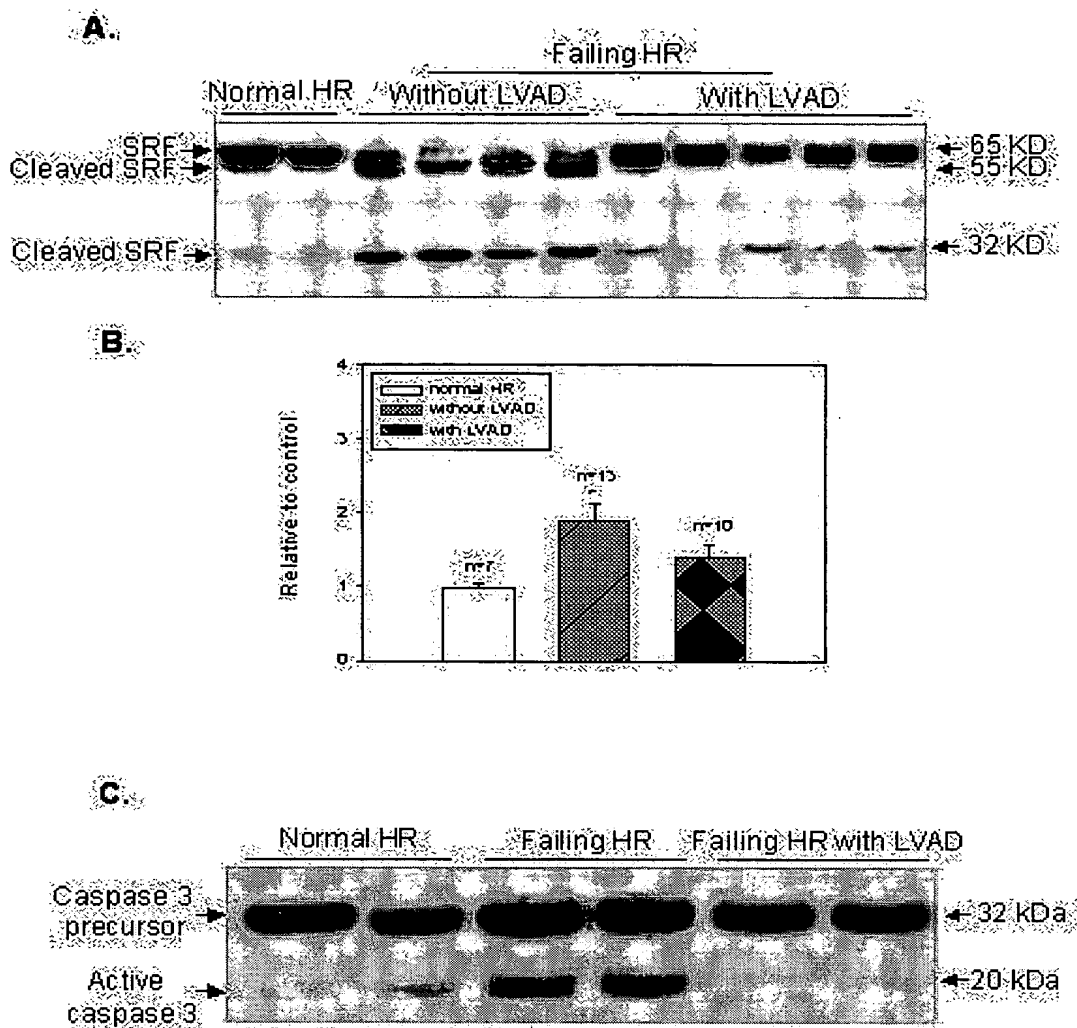 A.
Failing HR
Normal HR Without LVAD With LVAD
SRF 65 KD
Cleaved SRF 55 KD
Cleaved SRF 32 KD
B.
4
normal HR
without LVAD
with LVAD
3
2
1
0
Relative to control
n=7
n=10
C.
Normal HR Failing HR Failing HR with LVAD
Caspase 3 precursor 32 kDa
Active caspase 3 20 kDa